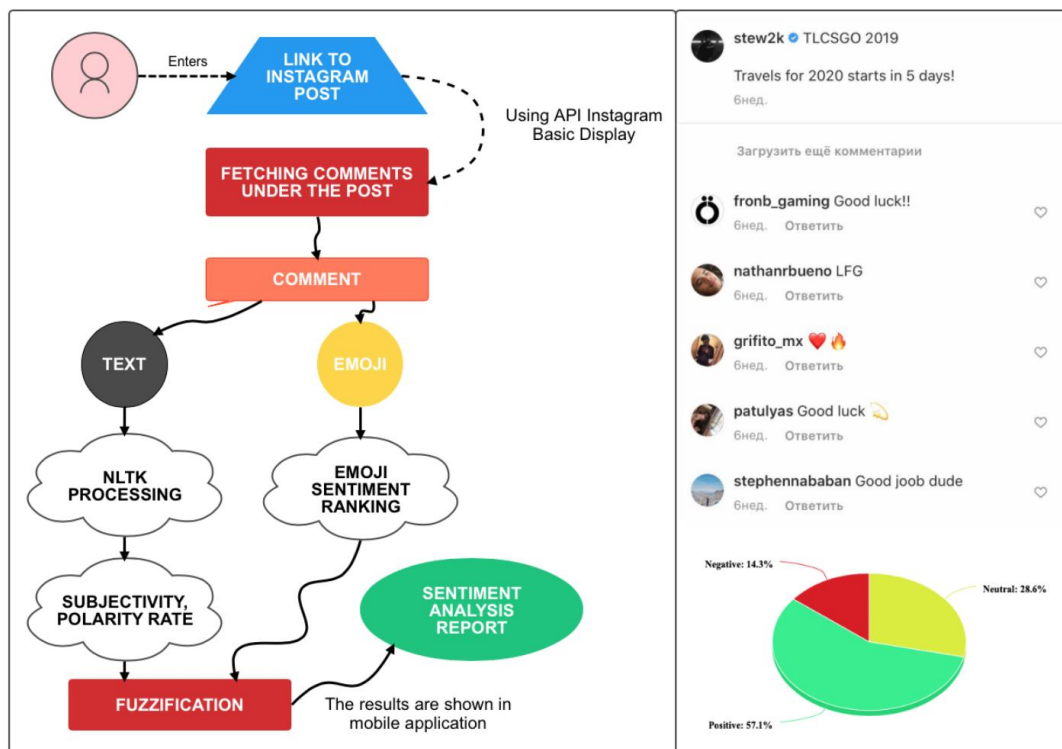 Enters
LINK TO
INSTAGRAM
POST
Using API Instagram
Basic Display
FETCHING COMMENTS
UNDER THE POST
COMMENT
TEXT
EMOJI
NLTK
PROCESSING
EMOJI
SENTIMENT
RANKING
SUBJECTIVITY,
POLARITY RATE
SENTIMENT
ANALYSIS
REPORT
FUZZIFICATION
The results are shown in
mobile application
stew2k TLCSGO 2019
Travels for 2020 starts in 5 days!
6нед.
Загрузить ещё комментарии
fronb_gaming Good luck!!
6нед. Ответить
nathanrbueno LFG
6нед. Ответить
grifito_mx ❤️🔥
6нед. Ответить
patulyas Good luck 💫
6нед. Ответить
stephennababan Good joob dude
6нед. Ответить
Negative: 14.3%
Neutral: 28.6%
Positive: 57.1%